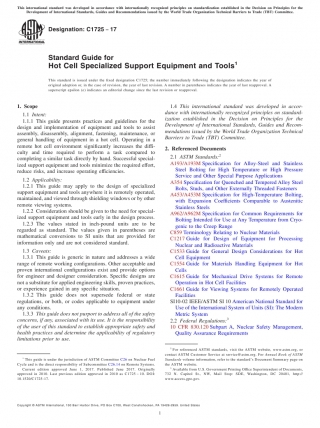 This international standard was developed in accordance with internationally recognized principles on standardization established in the Decision on Principles for the
Development of International Standards, Guides and Recommendations issued by the World Trade Organization Technical Barriers to Trade (TBT) Committee.
Designation: C1725 − 17
Standard Guide for
Hot Cell Specialized Support Equipment and Tools¹
This standard is issued under the fixed designation C1725; the number immediately following the designation indicates the year of
original adoption or, in the case of revision, the year of last revision. A number in parentheses indicates the year of last reapproval. A
superscript epsilon (ε) indicates an editorial change since the last revision or reapproval.
1. Scope
1.1 Intent:
1.1.1 This guide presents practices and guidelines for the
design and implementation of equipment and tools to assist
assembly, disassembly, alignment, fastening, maintenance, or
general handling of equipment in a hot cell. Operating in a
remote hot cell environment significantly increases the difficulty
and time required to perform a task compared to
completing a similar task directly by hand. Successful specialized
support equipment and tools minimize the required effort,
reduce risks, and increase operating efficiencies.
1.2 Applicability:
1.2.1 This guide may apply to the design of specialized
support equipment and tools anywhere it is remotely operated,
maintained, and viewed through shielding windows or by other
remote viewing systems.
1.2.2 Consideration should be given to the need for specialized
support equipment and tools early in the design process.
1.2.3 The values stated in inch-pound units are to be
regarded as standard. The values given in parentheses are
mathematical conversions to SI units that are provided for
information only and are not considered standard.
1.3 Caveats:
1.3.1 This guide is generic in nature and addresses a wide
range of remote working configurations. Other acceptable and
proven international configurations exist and provide options
for engineer and designer consideration. Specific designs are
not a substitute for applied engineering skills, proven practices,
or experience gained in any specific situation.
1.3.2 This guide does not supersede federal or state
regulations, or both, or codes applicable to equipment under
any conditions.
1.3.3 This guide does not purport to address all of the safety
concerns, if any, associated with its use. It is the responsibility
of the user of this standard to establish appropriate safety and
health practices and determine the applicability of regulatory
limitations prior to use.
1.4 This international standard was developed in accordance
with internationally recognized principles on standardization
established in the Decision on Principles for the
Development of International Standards, Guides and Recommendations
issued by the World Trade Organization Technical
Barriers to Trade (TBT) Committee.
2. Referenced Documents
2.1 ASTM Standards:²
A193/A193M Specification for Alloy-Steel and Stainless
Steel Bolting for High Temperature or High Pressure
Service and Other Special Purpose Applications
A354 Specification for Quenched and Tempered Alloy Steel
Bolts, Studs, and Other Externally Threaded Fasteners
A453/A453M Specification for High-Temperature Bolting,
with Expansion Coefficients Comparable to Austenitic
Stainless Steels
A962/A962M Specification for Common Requirements for
Bolting Intended for Use at Any Temperature from Cryogenic
to the Creep Range
C859 Terminology Relating to Nuclear Materials
C1217 Guide for Design of Equipment for Processing
Nuclear and Radioactive Materials
C1533 Guide for General Design Considerations for Hot
Cell Equipment
C1554 Guide for Materials Handling Equipment for Hot
Cells
C1615 Guide for Mechanical Drive Systems for Remote
Operation in Hot Cell Facilities
C1661 Guide for Viewing Systems for Remotely Operated
Facilities
SI10-02 IEEE/ASTM SI 10 American National Standard for
Use of the International System of Units (SI): The Modern
Metric System
2.2 Federal Regulations:³
10 CFR 830.120 Subpart A, Nuclear Safety Management,
Quality Assurance Requirements
¹ This guide is under the jurisdiction of ASTM Committee C26 on Nuclear Fuel
Cycle and is the direct responsibility of Subcommittee C26.14 on Remote Systems.
Current edition approved June 1, 2017. Published June 2017. Originally
approved in 2010. Last previous edition approved in 2010 as C1725 – 10. DOI:
10.1520/C1725-17.
² For referenced ASTM standards, visit the ASTM website, www.astm.org, or
contact ASTM Customer Service at service@astm.org. For Annual Book of ASTM
Standards volume information, refer to the standard's Document Summary page on
the ASTM website.
³ Available from U.S. Government Printing Office Superintendent of Documents,
732 N. Capitol St., NW, Mail Stop: SDE, Washington, DC 20401, http://
www.access.gpo.gov.
Copyright © ASTM International, 100 Barr Harbor Drive, PO Box C700, West Conshohocken, PA 19428-2959. United States
1